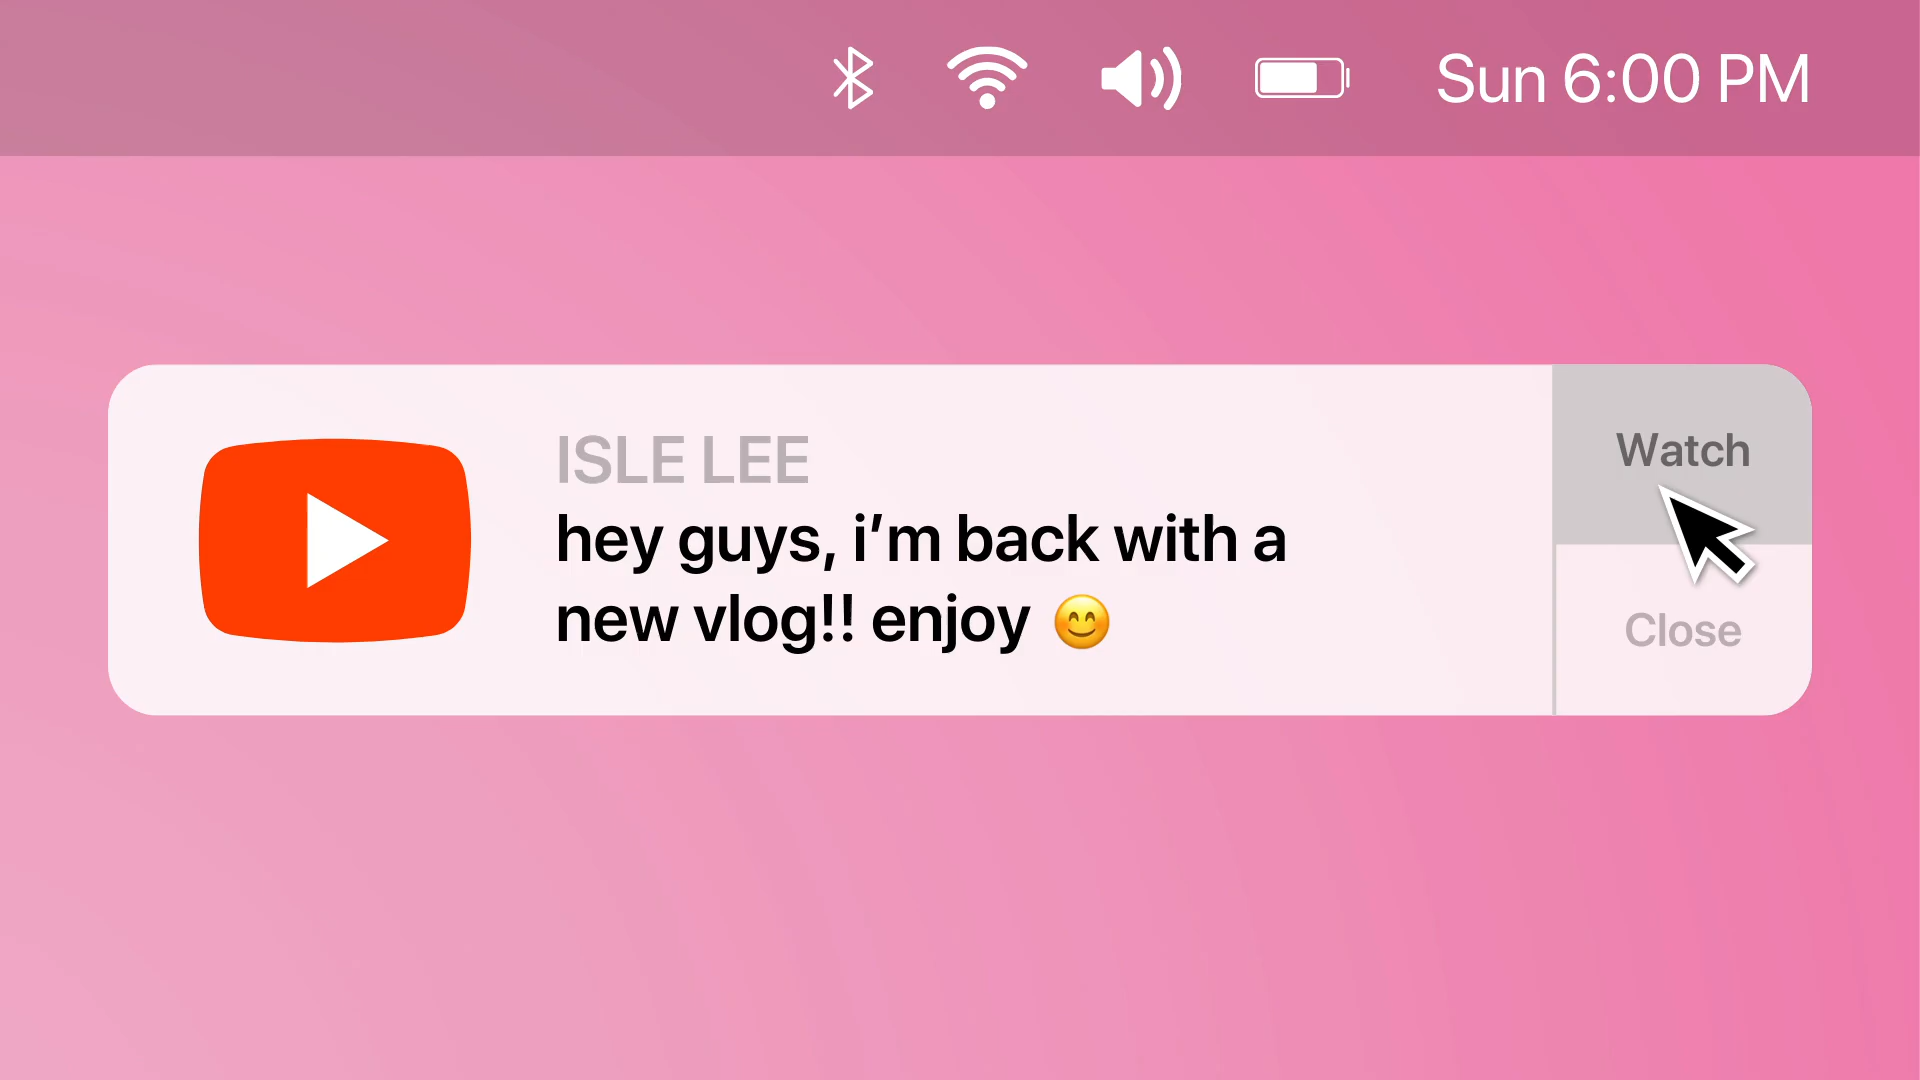 Sun 6:00 PM
ISLE LEE
hey guys, i’m back with a
new vlog!! enjoy 😊
Watch
Close